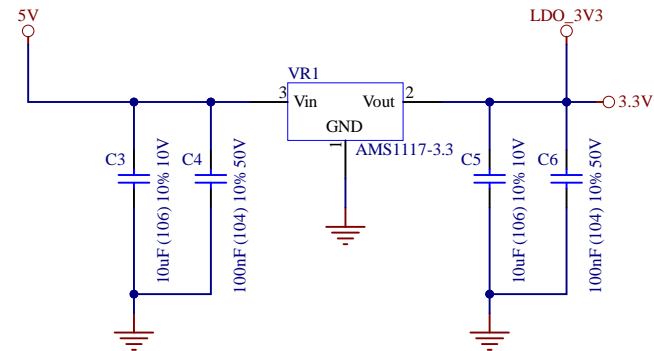 5V
LDO_3V3
VR1
3
Vin
Vout
2
3.3V
GND
1
AMS1117-3.3
C3
10uF (106) 10% 10V
C4
100nF (104) 10% 50V
C5
10uF (106) 10% 10V
C6
100nF (104) 10% 50V